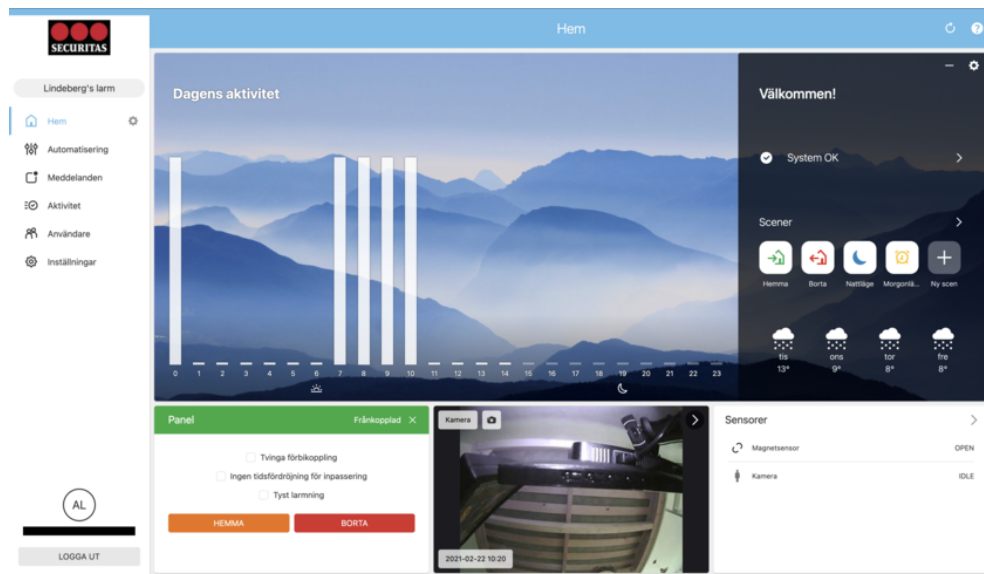 SECURITAS
Lindeberg's larm
Hem
Automatisering
Meddelanden
Aktivitet
Användare
Inställningar
AL
LOGGA UT
Hem
?
Dagens aktivitet
0 1 2 3 4 5 6 7 8 9 10 11 12 13 14 15 16 17 18 19 20 21 22 23
Välkommen!
System OK
Scener
Hemma Borta Nattläge Morgonlä... Ny scen
tis ons tor fre
13° 9° 8° 8°
Panel Frånkopplad
Tvinga förbikoppling
Ingen tidsfördröjning för inpassering
Tyst larmning
HEMMA BORTA
Kamera
2021-02-22 10:20
Sensorer
Magnetsensor OPEN
Kamera IDLE